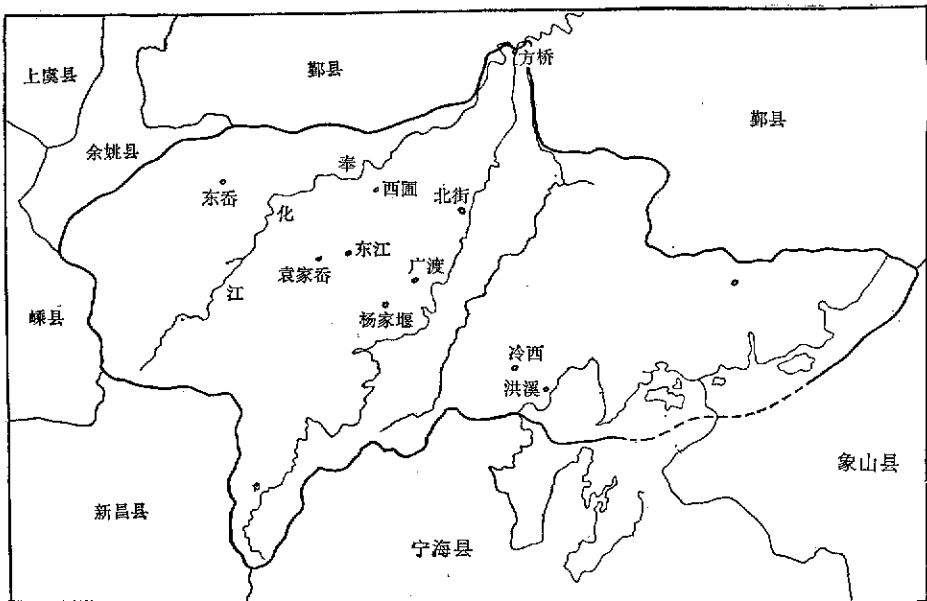 方桥
上虞县
鄞县
鄞县
余姚县
奉
化
江
东岙
西圃
北街
袁家岙
东江
广渡
杨家堰
嵊县
冷西
洪溪
象山县
新昌县
宁海县